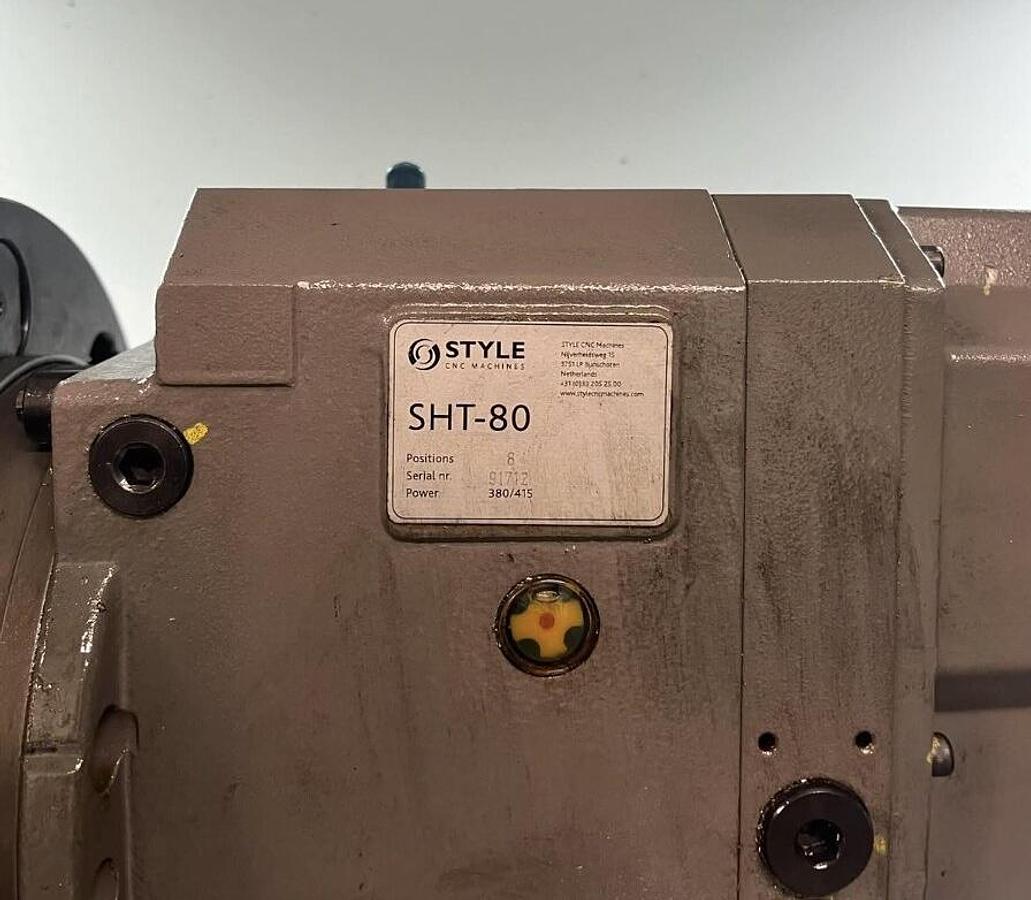 STYLE
CNC MACHINES
STYLE CNC Machines
Nijverheidsweg 15
3751 LP Bunschoten
Netherlands
+31 (0)33 205 25 00
www.stylecncmachines.com
SHT-80
Positions 8
Serial nr. 91712
Power 380/415